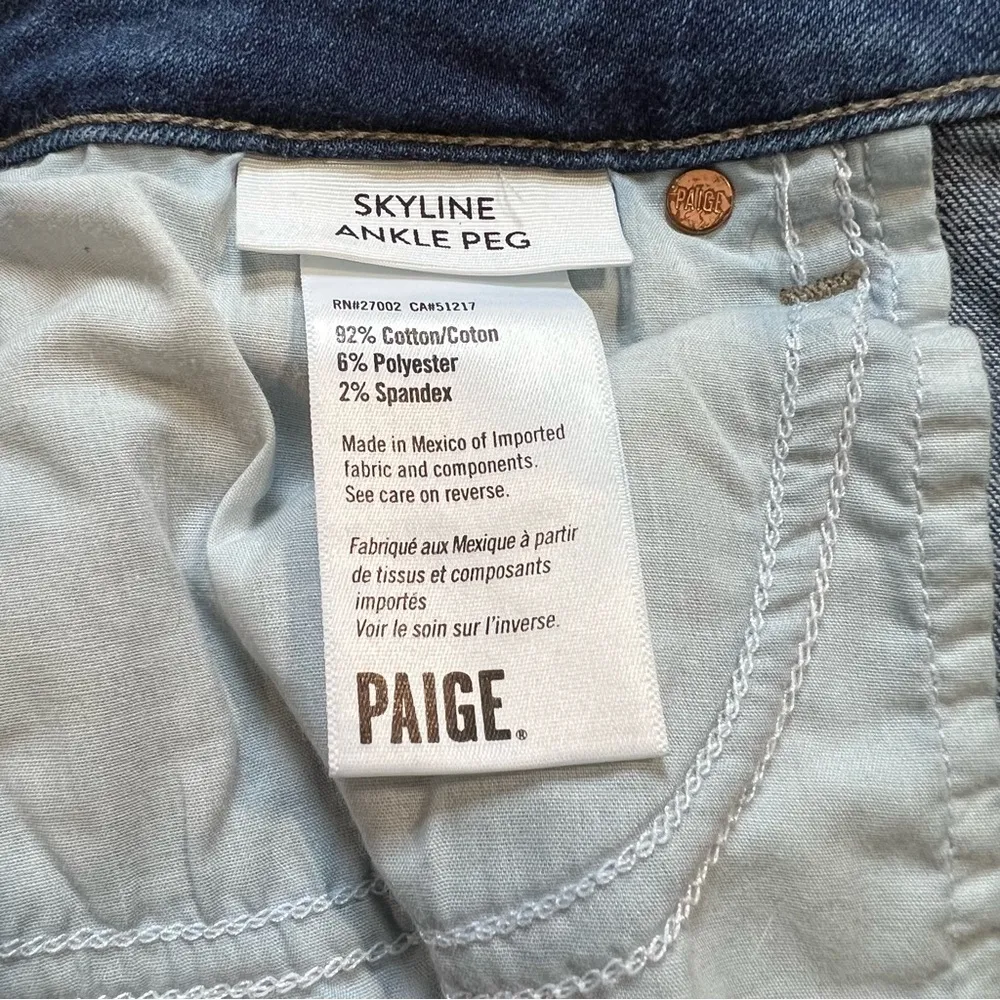 SKYLINE
ANKLE PEG
PAIGE
RN#27002 CA#51217
92% Cotton/Coton
6% Polyester
2% Spandex
Made in Mexico of Imported
fabric and components.
See care on reverse.
Fabriqué aux Mexique à partir
de tissus et composants
importés
Voir le soin sur l'inverse.
PAIGE®